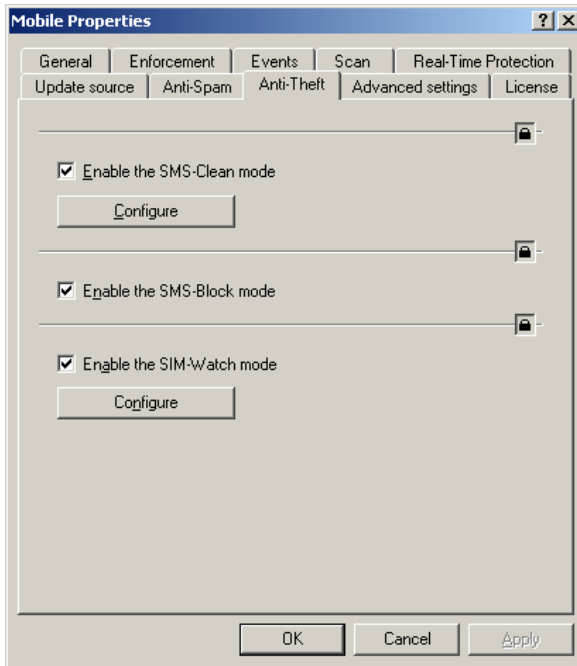 Mobile Properties
General Enforcement Events Scan Real-Time Protection
Update source Anti-Spam Anti-Theft Advanced settings License
Enable the SMS-Clean mode
Configure
Enable the SMS-Block mode
Enable the SIM-Watch mode
Configure
OK Cancel Apply